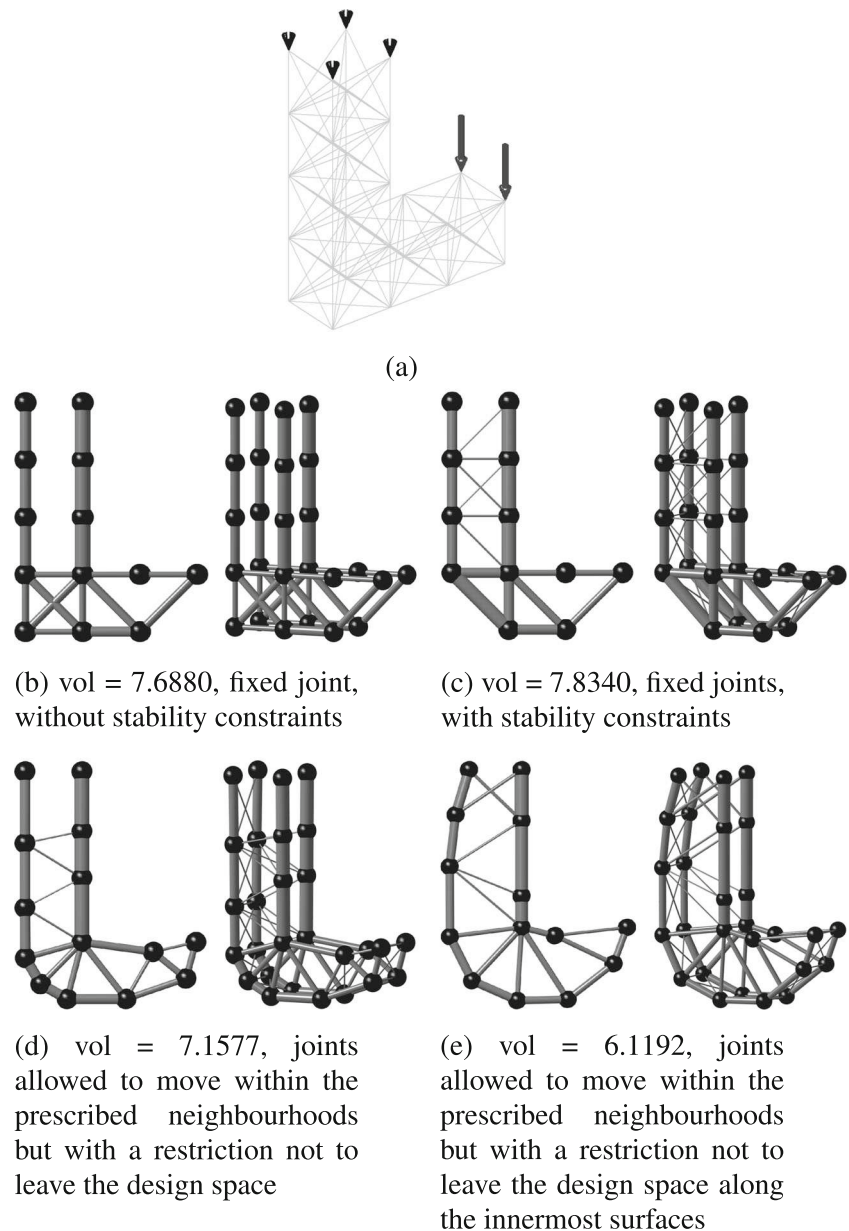 (a)
(b) vol = 7.6880, fixed joint,
without stability constraints
(c) vol = 7.8340, fixed joints,
with stability constraints
(d) vol = 7.1577, joints
allowed to move within the
prescribed neighbourhoods
but with a restriction not to
leave the design space
(e) vol = 6.1192, joints
allowed to move within the
prescribed neighbourhoods
but with a restriction not to
leave the design space along
the innermost surfaces